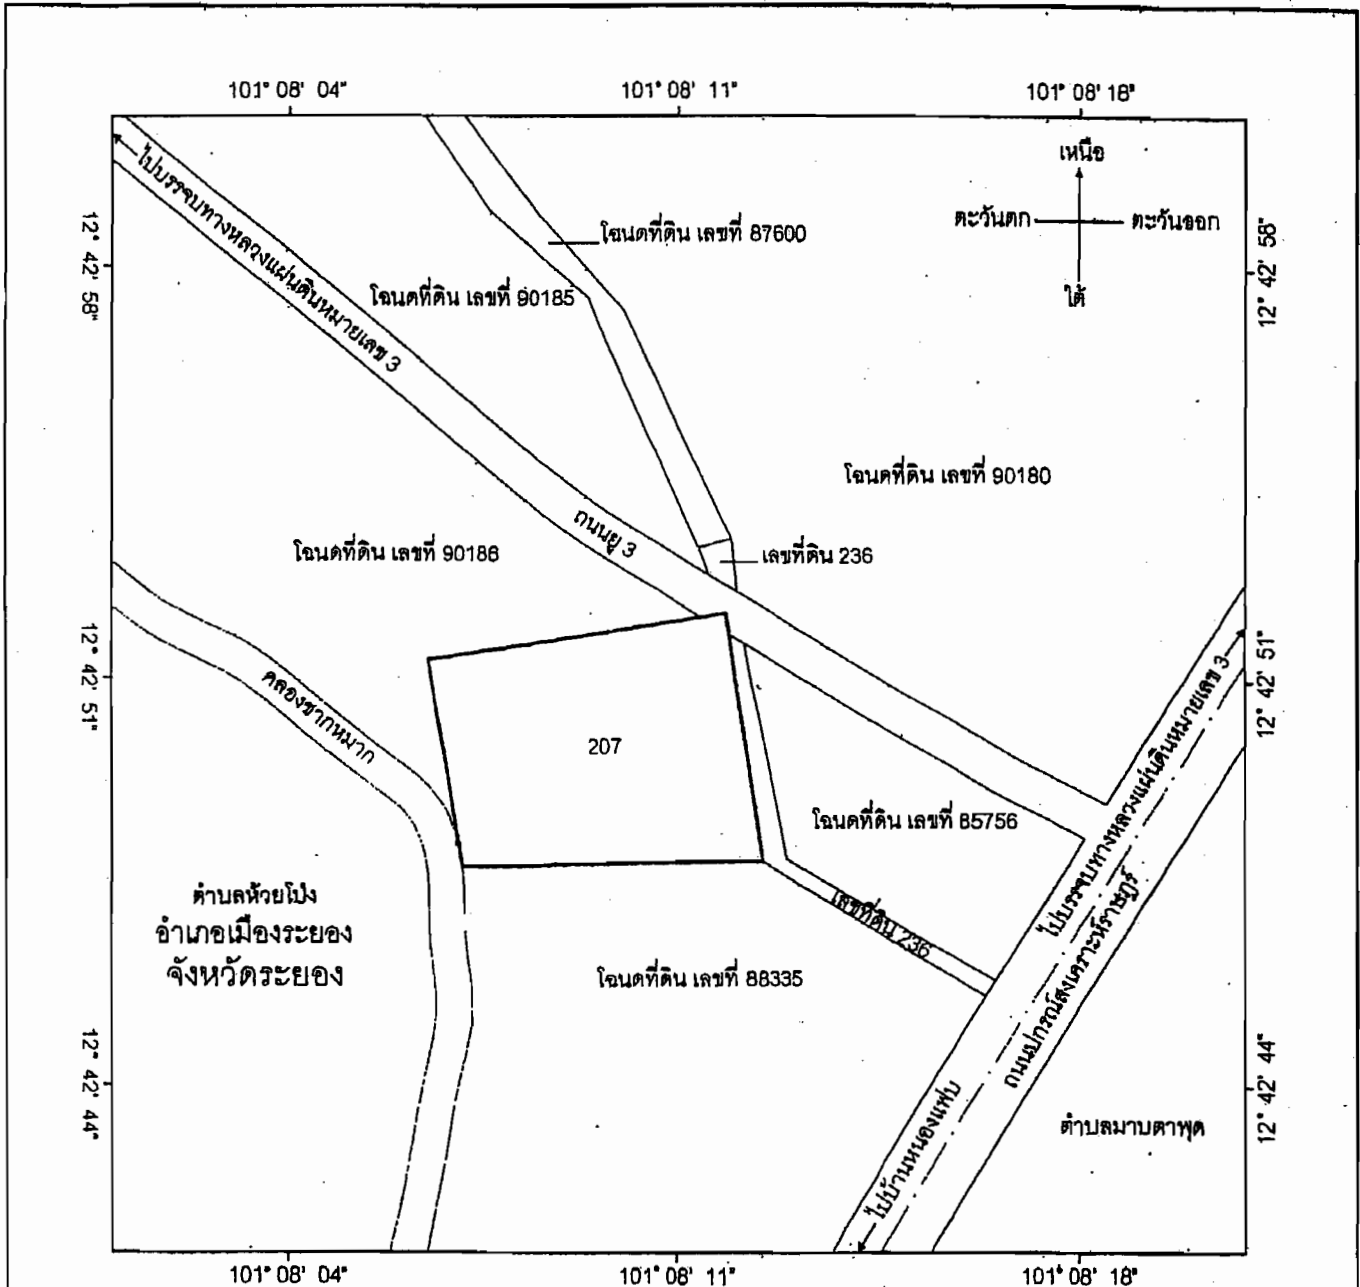 101° 08' 04"
101° 08' 11"
101° 08' 18"
เหนือ
ตะวันตก
ตะวันออก
ใต้
12° 42' 58"
12° 42' 58"
ไปบรรจบทางหลวงแผ่นดินหมายเลข 3
โฉนดที่ดิน เลขที่ 87600
โฉนดที่ดิน เลขที่ 90185
โฉนดที่ดิน เลขที่ 90180
ถนนยู 3
โฉนดที่ดิน เลขที่ 90186
เลขที่ดิน 236
12° 42' 51"
12° 42' 51"
คลองชากหมาก
207
ไปบรรจบทางหลวงแผ่นดินหมายเลข 3
โฉนดที่ดิน เลขที่ 85756
ตำบลห้วยโป่ง
อำเภอเมืองระยอง
จังหวัดระยอง
เลขที่ดิน 236
โฉนดที่ดิน เลขที่ 88335
ถนนปกรณ์สงเคราะห์ราษฎร์
12° 42' 44"
12° 42' 44"
ไปบ้านหนองแฟบ
ตำบลมาบตาพุด
101° 08' 04"
101° 08' 11"
101° 08' 18"